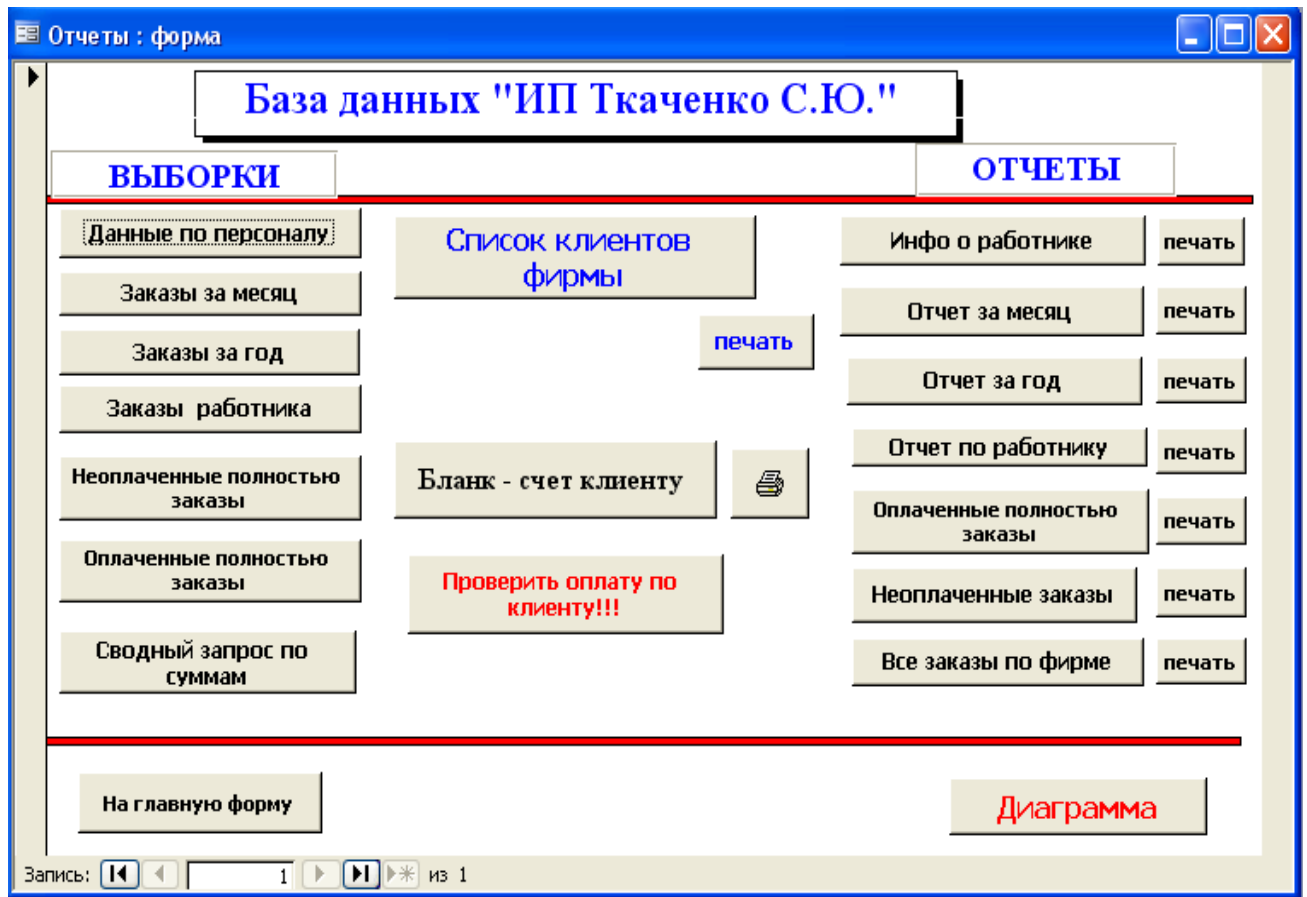 Отчеты : форма
База данных "ИП Ткаченко С.Ю."
ВЫБОРКИ
ОТЧЕТЫ
Данные по персоналу
Заказы за месяц
Заказы за год
Заказы работника
Неоплаченные полностью
заказы
Оплаченные полностью
заказы
Сводный запрос по
суммам
Список клиентов
фирмы
печать
Бланк - счет клиенту
Проверить оплату по
клиенту!!!
Инфо о работнике
печать
Отчет за месяц
печать
Отчет за год
печать
Отчет по работнику
печать
Оплаченные полностью
заказы
печать
Неоплаченные заказы
печать
Все заказы по фирме
печать
На главную форму
Диаграмма
Запись: 1 из 1